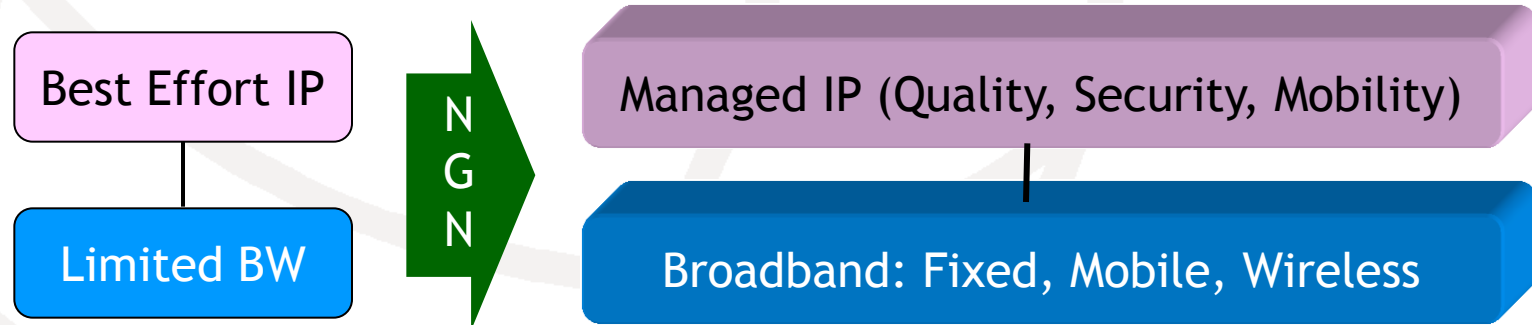 Best Effort IP
Limited BW
N
G
N
Managed IP (Quality, Security, Mobility)
Broadband: Fixed, Mobile, Wireless